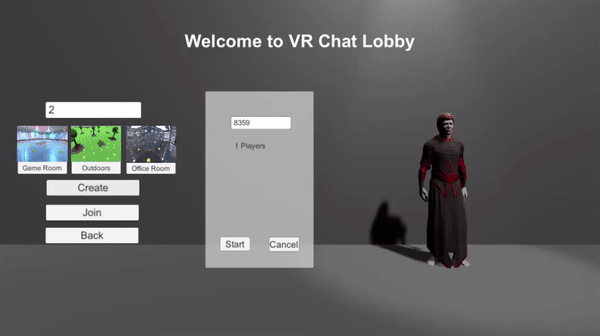 Welcome to VR Chat Lobby
2
Game Room
Outdoors
Office Room
Create
Join
Back
8359
1 Players
Start
Cancel